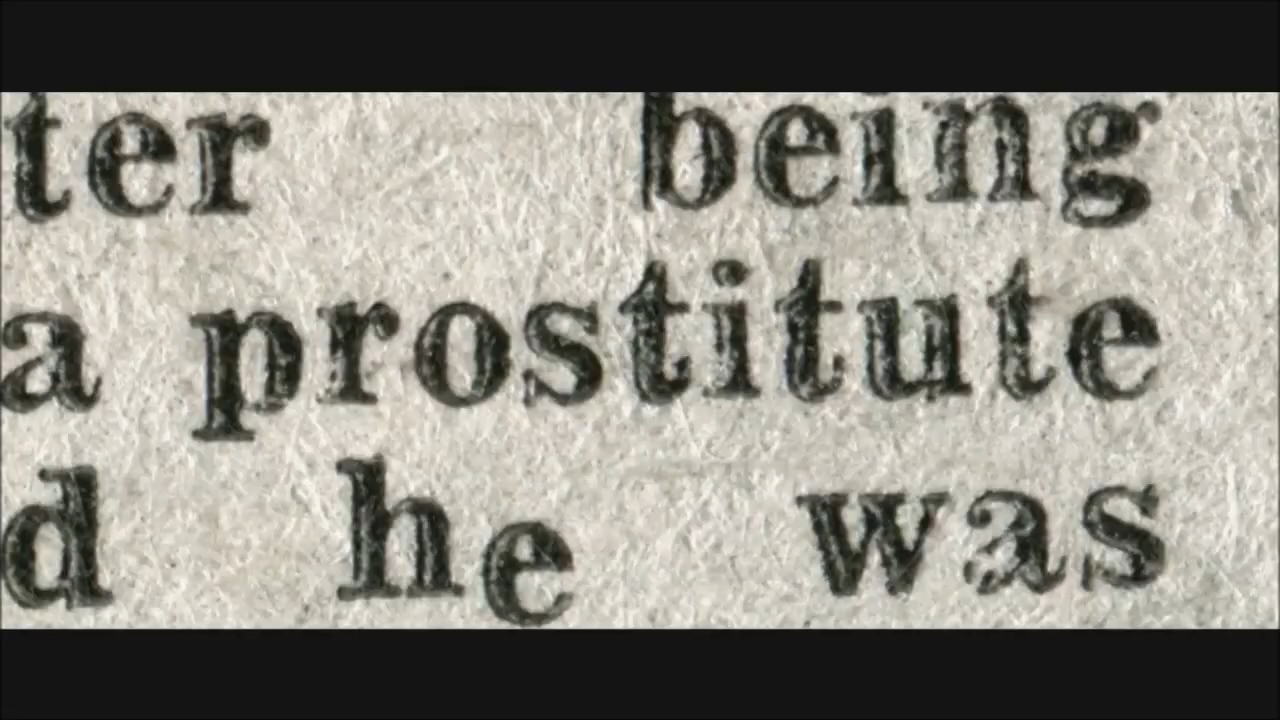 ter being
a prostitute
d he was